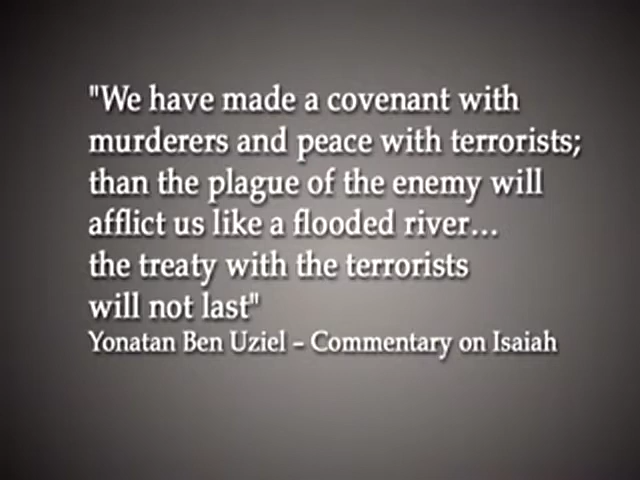 "We have made a covenant with
murderers and peace with terrorists;
than the plague of the enemy will
afflict us like a flooded river...
the treaty with the terrorists
will not last"
Yonatan Ben Uziel – Commentary on Isaiah